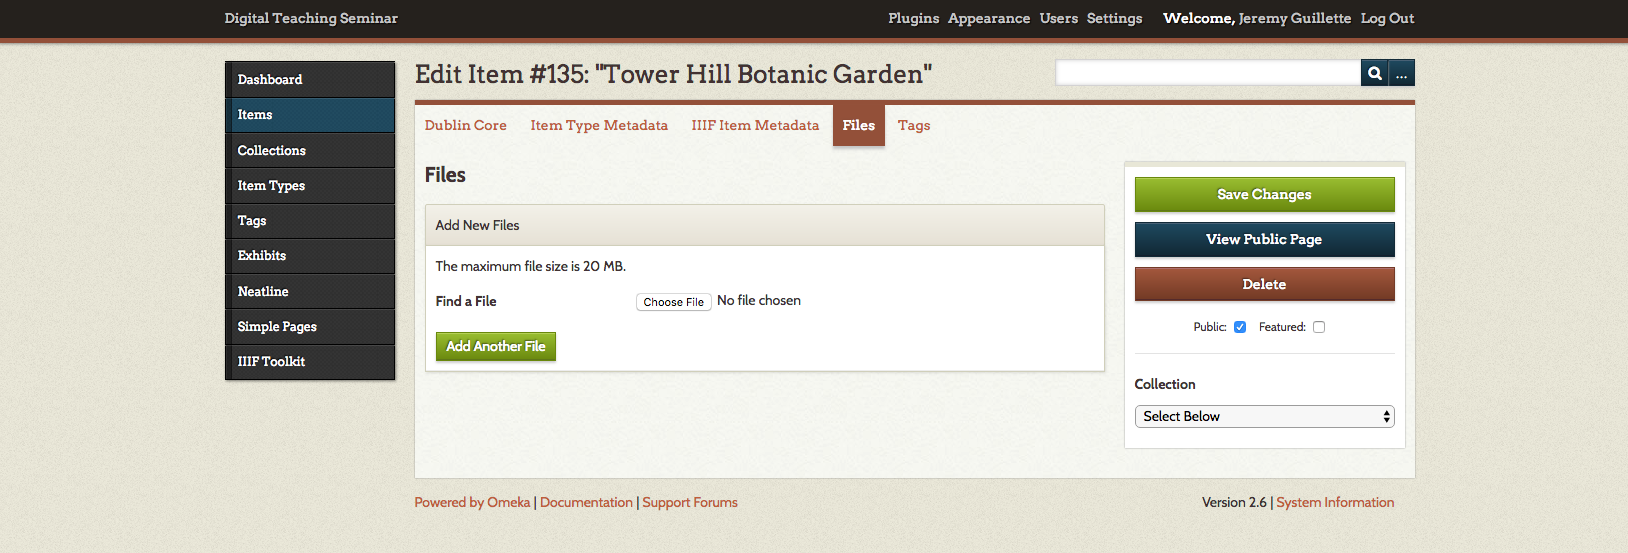 Digital Teaching Seminar
Plugins Appearance Users Settings Welcome, Jeremy Guillette Log Out
Dashboard
Items
Collections
Item Types
Tags
Exhibits
Neatline
Simple Pages
IIIF Toolkit
Edit Item #135: "Tower Hill Botanic Garden"
...
Dublin Core Item Type Metadata IIIF Item Metadata Files Tags
Files
Add New Files
The maximum file size is 20 MB.
Find a File Choose File No file chosen
Add Another File
Save Changes
View Public Page
Delete
Public: Featured:
Collection
Select Below
Powered by Omeka | Documentation | Support Forums
Version 2.6 | System Information